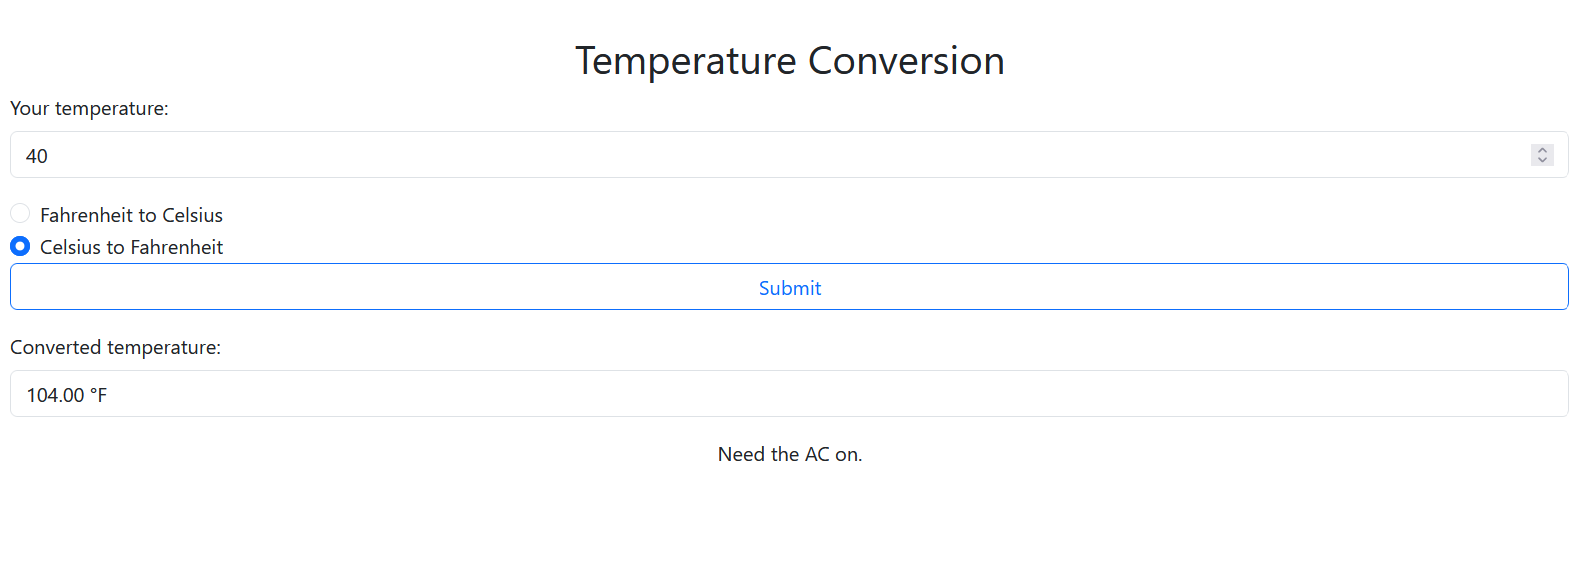 Temperature Conversion
Your temperature:
40
Fahrenheit to Celsius
Celsius to Fahrenheit
Submit
Converted temperature:
104.00 °F
Need the AC on.